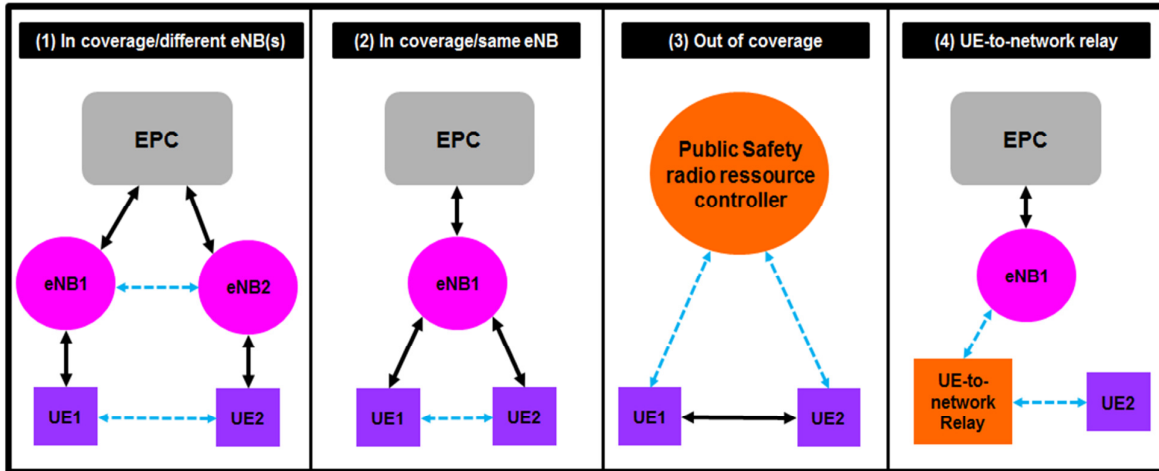 (1) In coverage/different eNB(s)
EPC
eNB1
eNB2
UE1
UE2
(2) In coverage/same eNB
EPC
eNB1
UE1
UE2
(3) Out of coverage
Public Safety
radio ressource
controller
UE1
UE2
(4) UE-to-network relay
EPC
eNB1
UE-to-
network
Relay
UE2